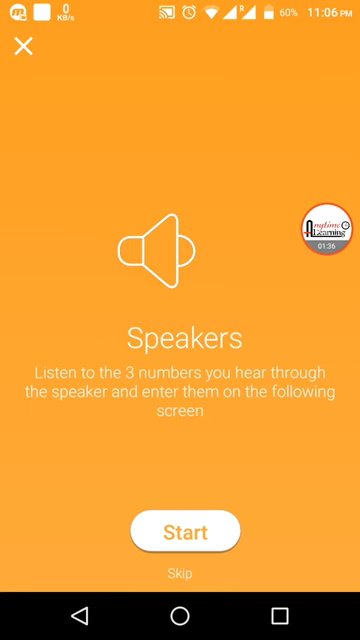 0
KB/s
R
60%
11:06 PM
Anytime
Learning
01:36
Speakers
Listen to the 3 numbers you hear through
the speaker and enter them on the following
screen
Start
Skip